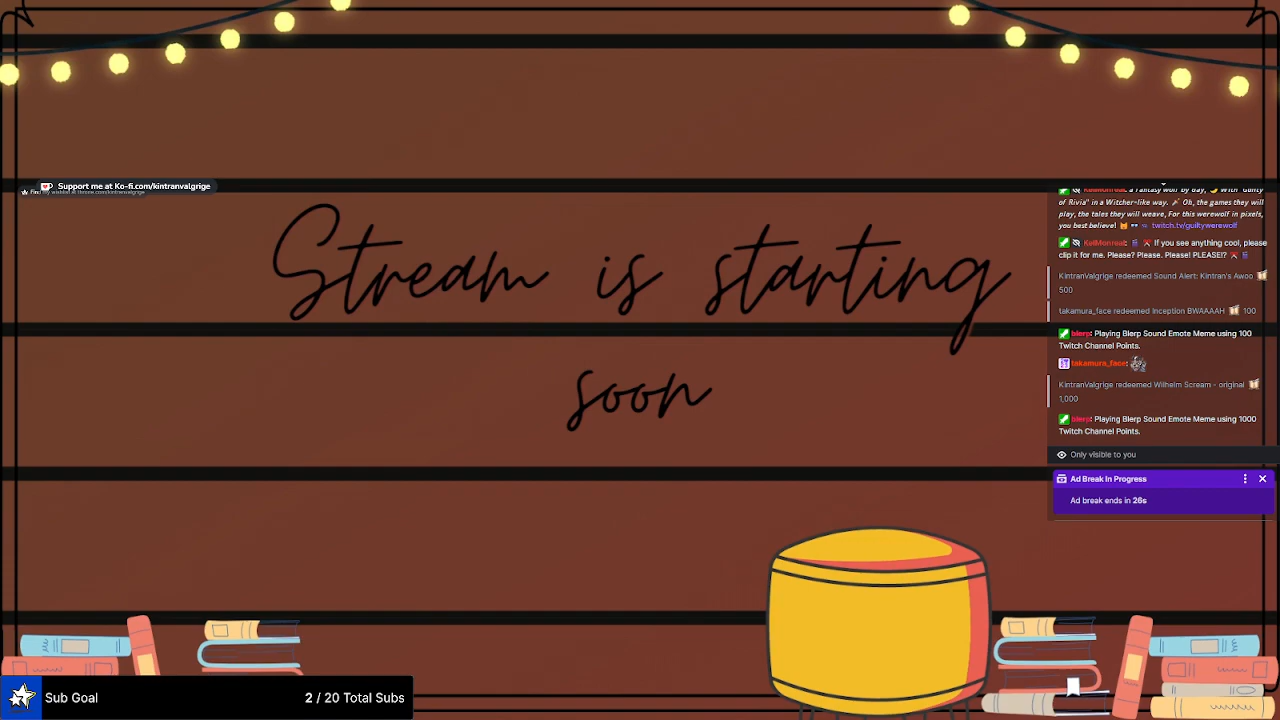 Support me at Ko-fi.com/kintranvalgrige
Stream is starting
soon
KaiMonreal: a Fantasy wolf by day, 🌙 With "Guilty
of Rivia" in a Witcher-like way. Oh, the games they will
play, the tales they will weave, For this werewolf in pixels,
you best believe! twitch.tv/guiltywerewolf
KaiMonreal: If you see anything cool, please
clip it for me. Please? Please. Please! PLEASE!?
KintranValgrige redeemed Sound Alert: Kintran's Awoo
500
takamura_face redeemed Inception BWAAAAH 100
blerp: Playing Blerp Sound Emote Meme using 100
Twitch Channel Points.
takamura_face:
KintranValgrige redeemed Wilhelm Scream - original
1,000
blerp: Playing Blerp Sound Emote Meme using 1000
Twitch Channel Points.
Only visible to you
Ad Break In Progress
Ad break ends in 26s
Sub Goal 2 / 20 Total Subs